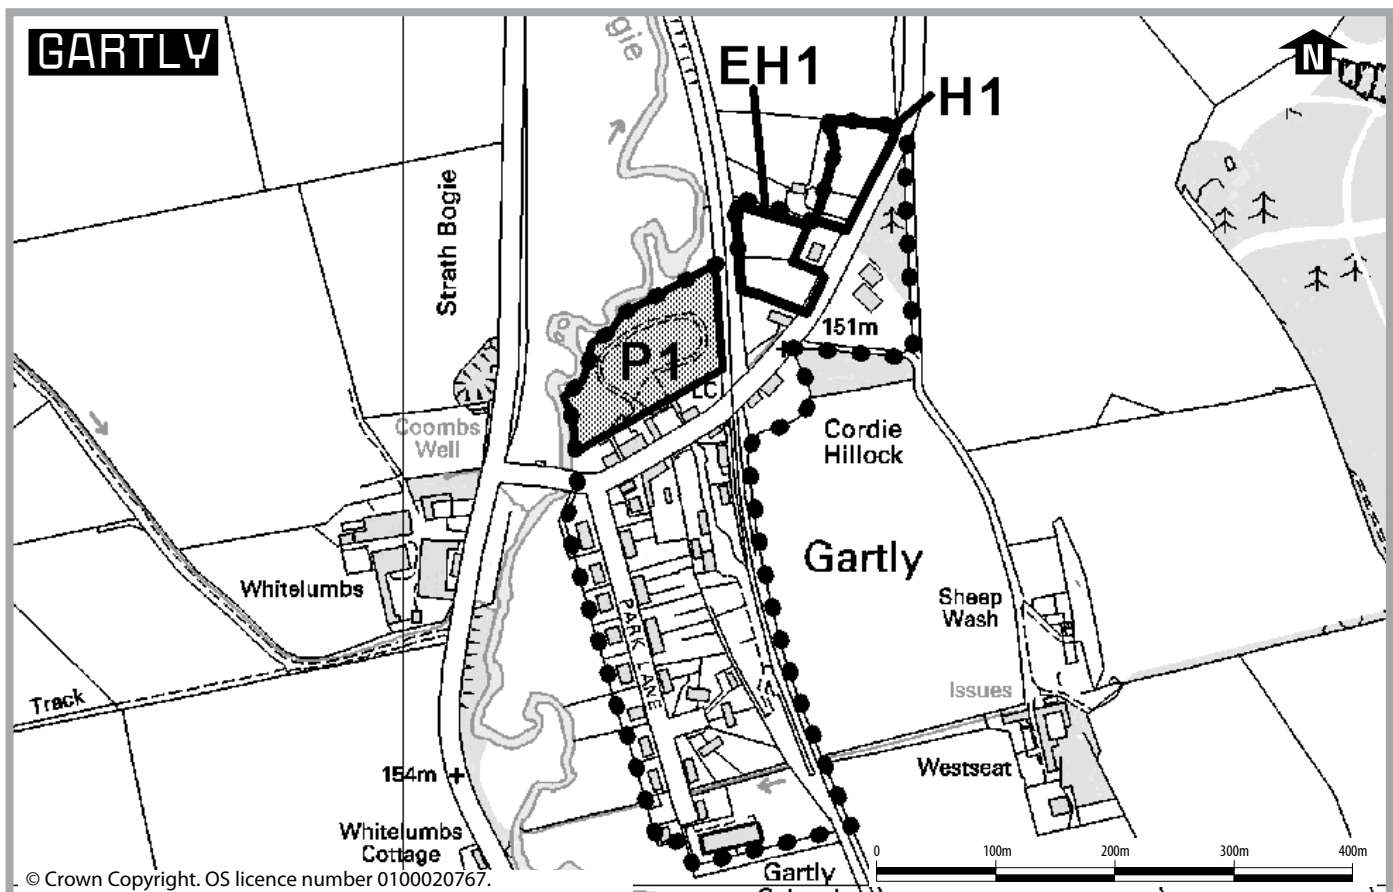 GARTLY
gie
EH1
H1
N
Strath Bogie
P1
151m
LC
Coombs
Well
Cordie
Hillock
Gartly
Whitelumbs
Sheep
Wash
PARK LANE
Track
Issues
154m
Westseat
Whitelumbs
Cottage
Gartly
0 100m 200m 300m 400m
© Crown Copyright. OS licence number 0100020767.